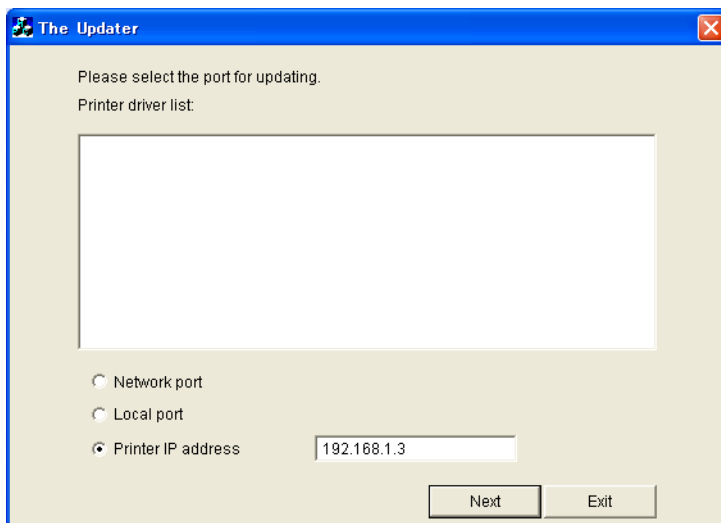 The Updater
Please select the port for updating.
Printer driver list:
Network port
Local port
Printer IP address 192.168.1.3
Next Exit